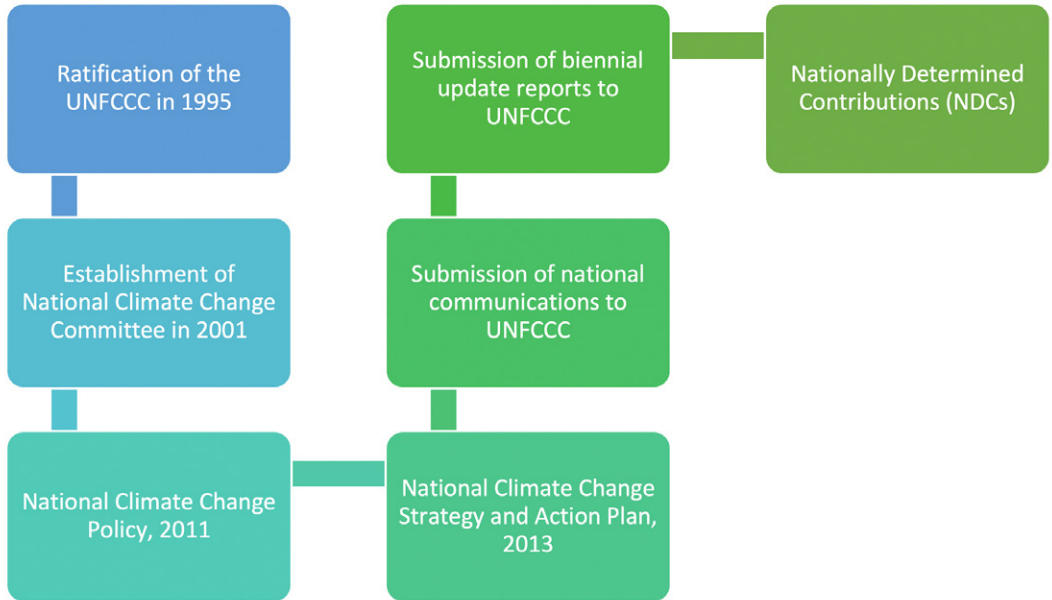 Ratification of the
UNFCCC in 1995
Establishment of
National Climate Change
Committee in 2001
National Climate Change
Policy, 2011
National Climate Change
Strategy and Action Plan,
2013
Submission of national
communications to
UNFCCC
Submission of biennial
update reports to
UNFCCC
Nationally Determined
Contributions (NDCs)